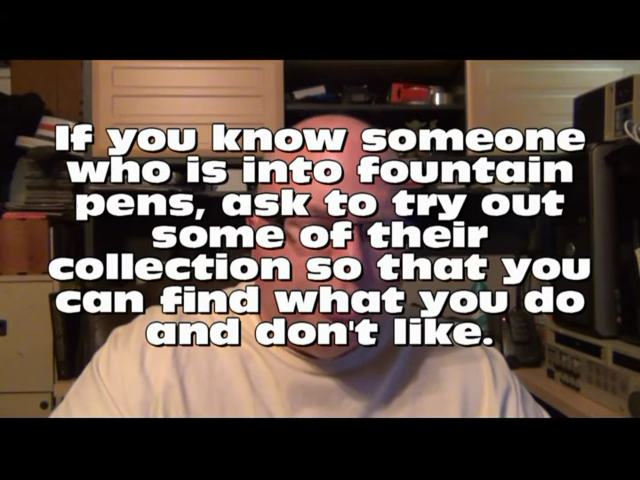 If you know someone
who is into fountain
pens, ask to try out
some of their
collection so that you
can find what you do
and don't like.